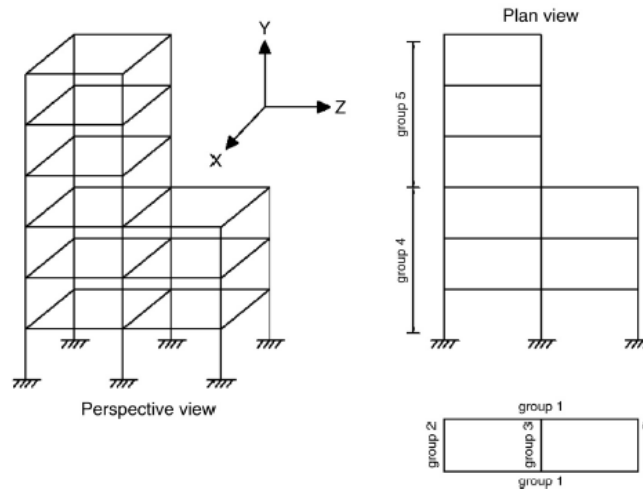 Plan view
Y
Z
X
group 5
group 4
Perspective view
group 1
group 2
group 3
group 1